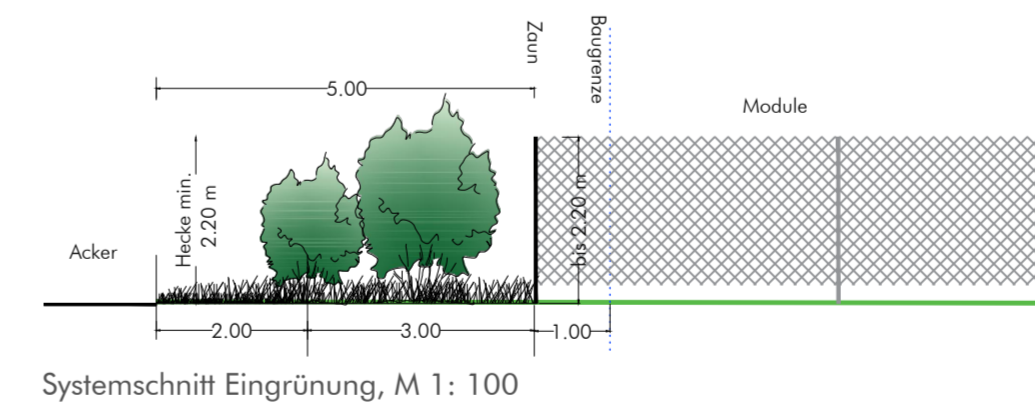 Zaun
Baugrenze
5.00
Module
Hecke min.
2.20 m
bis 2.20 m
Acker
2.00
3.00
1.00
Systemschnitt Eingrünung, M 1: 100